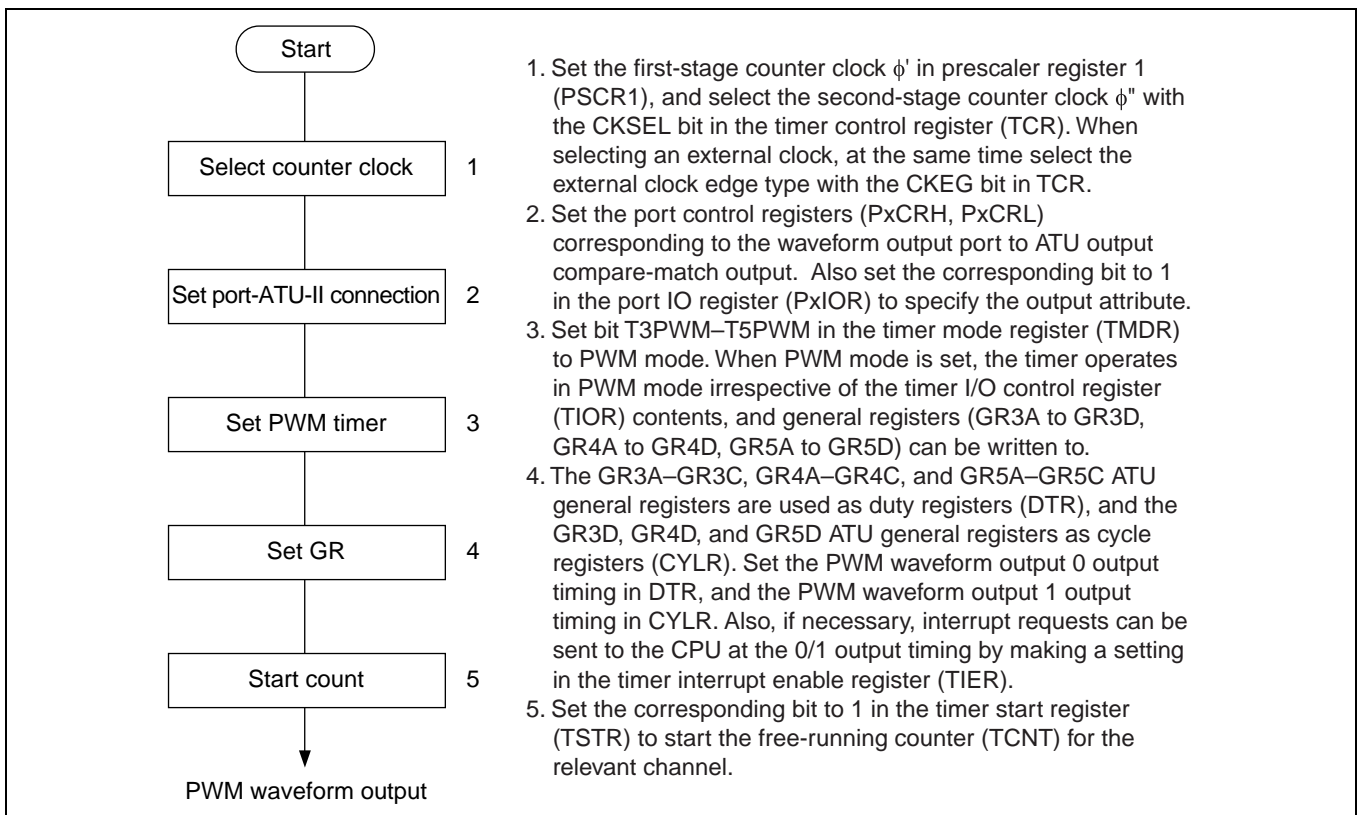 Start
Select counter clock 1
Set port-ATU-II connection 2
Set PWM timer 3
Set GR 4
Start count 5
PWM waveform output
1. Set the first-stage counter clock ϕ' in prescaler register 1
(PSCR1), and select the second-stage counter clock ϕ" with
the CKSEL bit in the timer control register (TCR). When
selecting an external clock, at the same time select the
external clock edge type with the CKEG bit in TCR.
2. Set the port control registers (PxCRH, PxCRL)
corresponding to the waveform output port to ATU output
compare-match output. Also set the corresponding bit to 1
in the port IO register (PxIOR) to specify the output attribute.
3. Set bit T3PWM–T5PWM in the timer mode register (TMDR)
to PWM mode. When PWM mode is set, the timer operates
in PWM mode irrespective of the timer I/O control register
(TIOR) contents, and general registers (GR3A to GR3D,
GR4A to GR4D, GR5A to GR5D) can be written to.
4. The GR3A–GR3C, GR4A–GR4C, and GR5A–GR5C ATU
general registers are used as duty registers (DTR), and the
GR3D, GR4D, and GR5D ATU general registers as cycle
registers (CYLR). Set the PWM waveform output 0 output
timing in DTR, and the PWM waveform output 1 output
timing in CYLR. Also, if necessary, interrupt requests can be
sent to the CPU at the 0/1 output timing by making a setting
in the timer interrupt enable register (TIER).
5. Set the corresponding bit to 1 in the timer start register
(TSTR) to start the free-running counter (TCNT) for the
relevant channel.